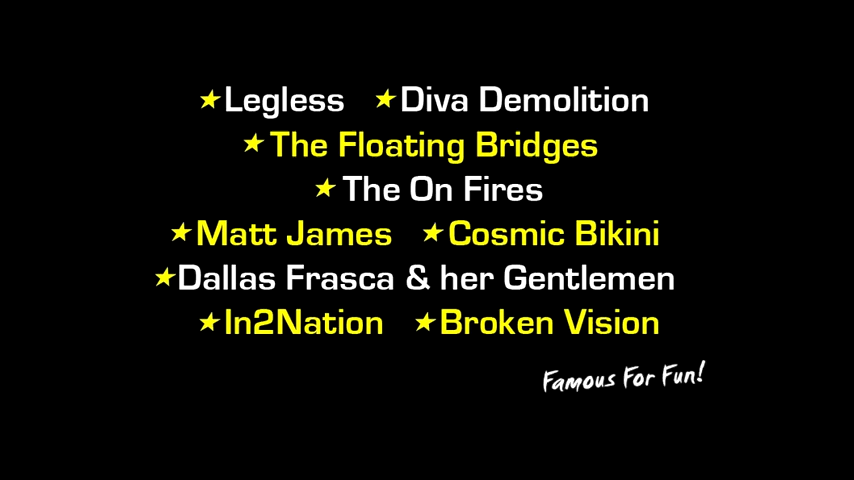 ★Legless ★Diva Demolition
★The Floating Bridges
★The On Fires
★Matt James ★Cosmic Bikini
★Dallas Frasca & her Gentlemen
★In2Nation ★Broken Vision
Famous For Fun!